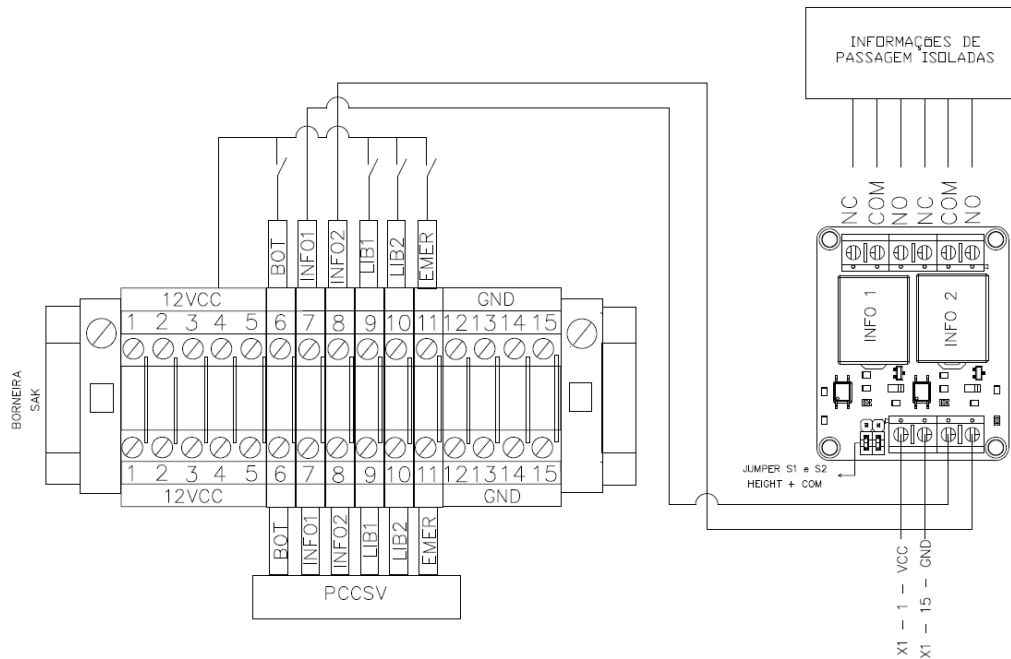 INFORMAÇÕES DE
PASSAGEM ISOLADAS
NC COM NO NC COM NO
INFO 1 INFO 2
JUMPER S1 e S2
HEIGHT + COM
X1 - 1 - VCC
X1 - 15 - GND
BOT INFO1 INFO2 LIB1 LIB2 EMER
12VCC GND
1 2 3 4 5 6 7 8 9 10 11 12 13 14 15
BORNEIRA
SAK
1 2 3 4 5 6 7 8 9 10 11 12 13 14 15
12VCC GND
BOT INFO1 INFO2 LIB1 LIB2 EMER
PCCSV